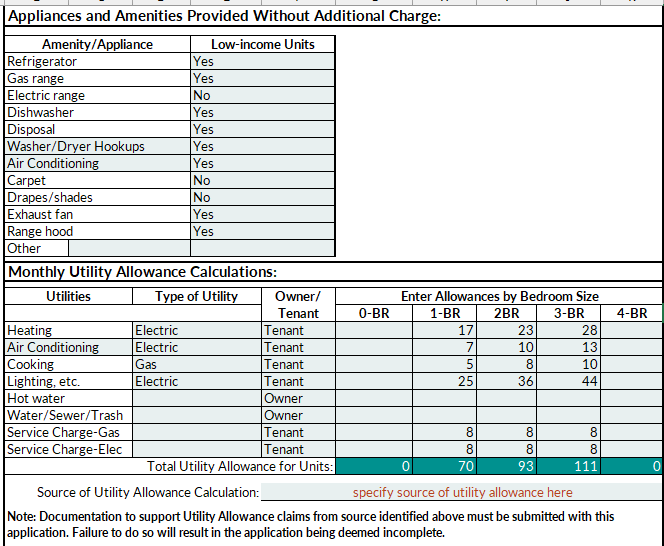 Appliances and Amenities Provided Without Additional Charge:
Amenity/Appliance Low-income Units
Refrigerator Yes
Gas range Yes
Electric range No
Dishwasher Yes
Disposal Yes
Washer/Dryer Hookups Yes
Air Conditioning Yes
Carpet No
Drapes/shades No
Exhaust fan Yes
Range hood Yes
Other
Monthly Utility Allowance Calculations:
Utilities Type of Utility Owner/ Enter Allowances by Bedroom Size
Tenant 0-BR 1-BR 2BR 3-BR 4-BR
Heating Electric Tenant 17 23 28
Air Conditioning Electric Tenant 7 10 13
Cooking Gas Tenant 5 8 10
Lighting, etc. Electric Tenant 25 36 44
Hot water Owner
Water/Sewer/Trash Owner
Service Charge-Gas Tenant 8 8 8
Service Charge-Elec Tenant 8 8 8
Total Utility Allowance for Units: 0 70 93 111 0
Source of Utility Allowance Calculation: specify source of utility allowance here
Note: Documentation to support Utility Allowance claims from source identified above must be submitted with this
application. Failure to do so will result in the application being deemed incomplete.